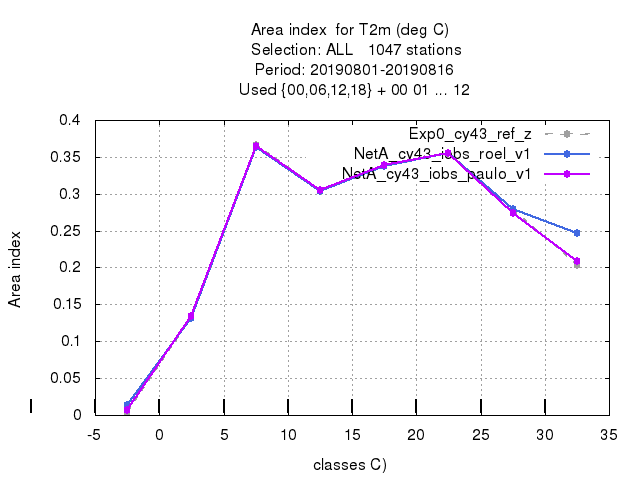 Area index  for T2m (deg C)
Selection: ALL   1047 stations
Period: 20190801-20190816
Used {00,06,12,18} + 00 01 ... 12
Exp0_cy43_ref_z
NetA_cy43_iobs_roel_v1
NetA_cy43_iobs_paulo_v1
0.4
0.35
0.3
0.25
0.2
0.15
0.1
0.05
0
Area index
-5 0 5 10 15 20 25 30 35
classes C)